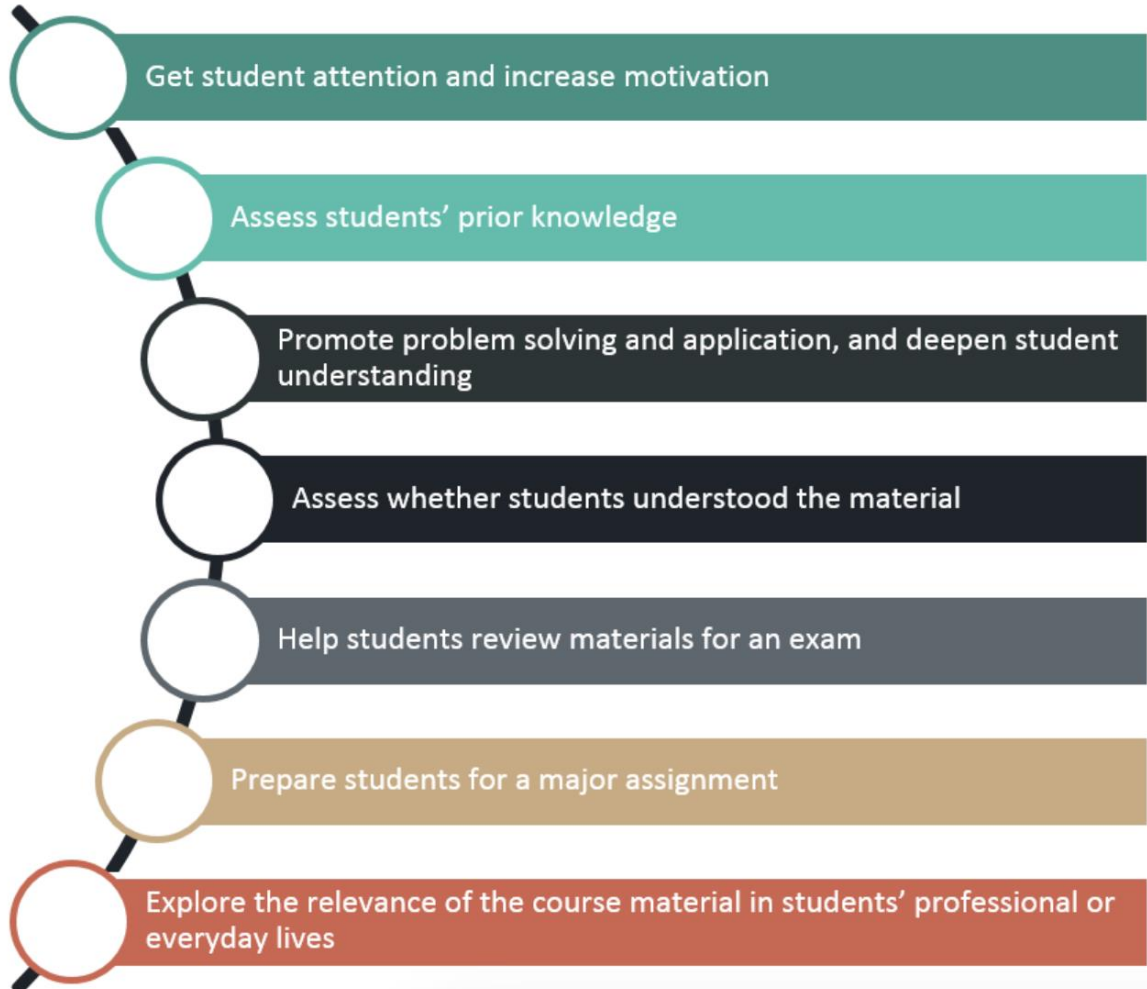 Get student attention and increase motivation
Assess students’ prior knowledge
Promote problem solving and application, and deepen student
understanding
Assess whether students understood the material
Help students review materials for an exam
Prepare students for a major assignment
Explore the relevance of the course material in students’ professional or
everyday lives